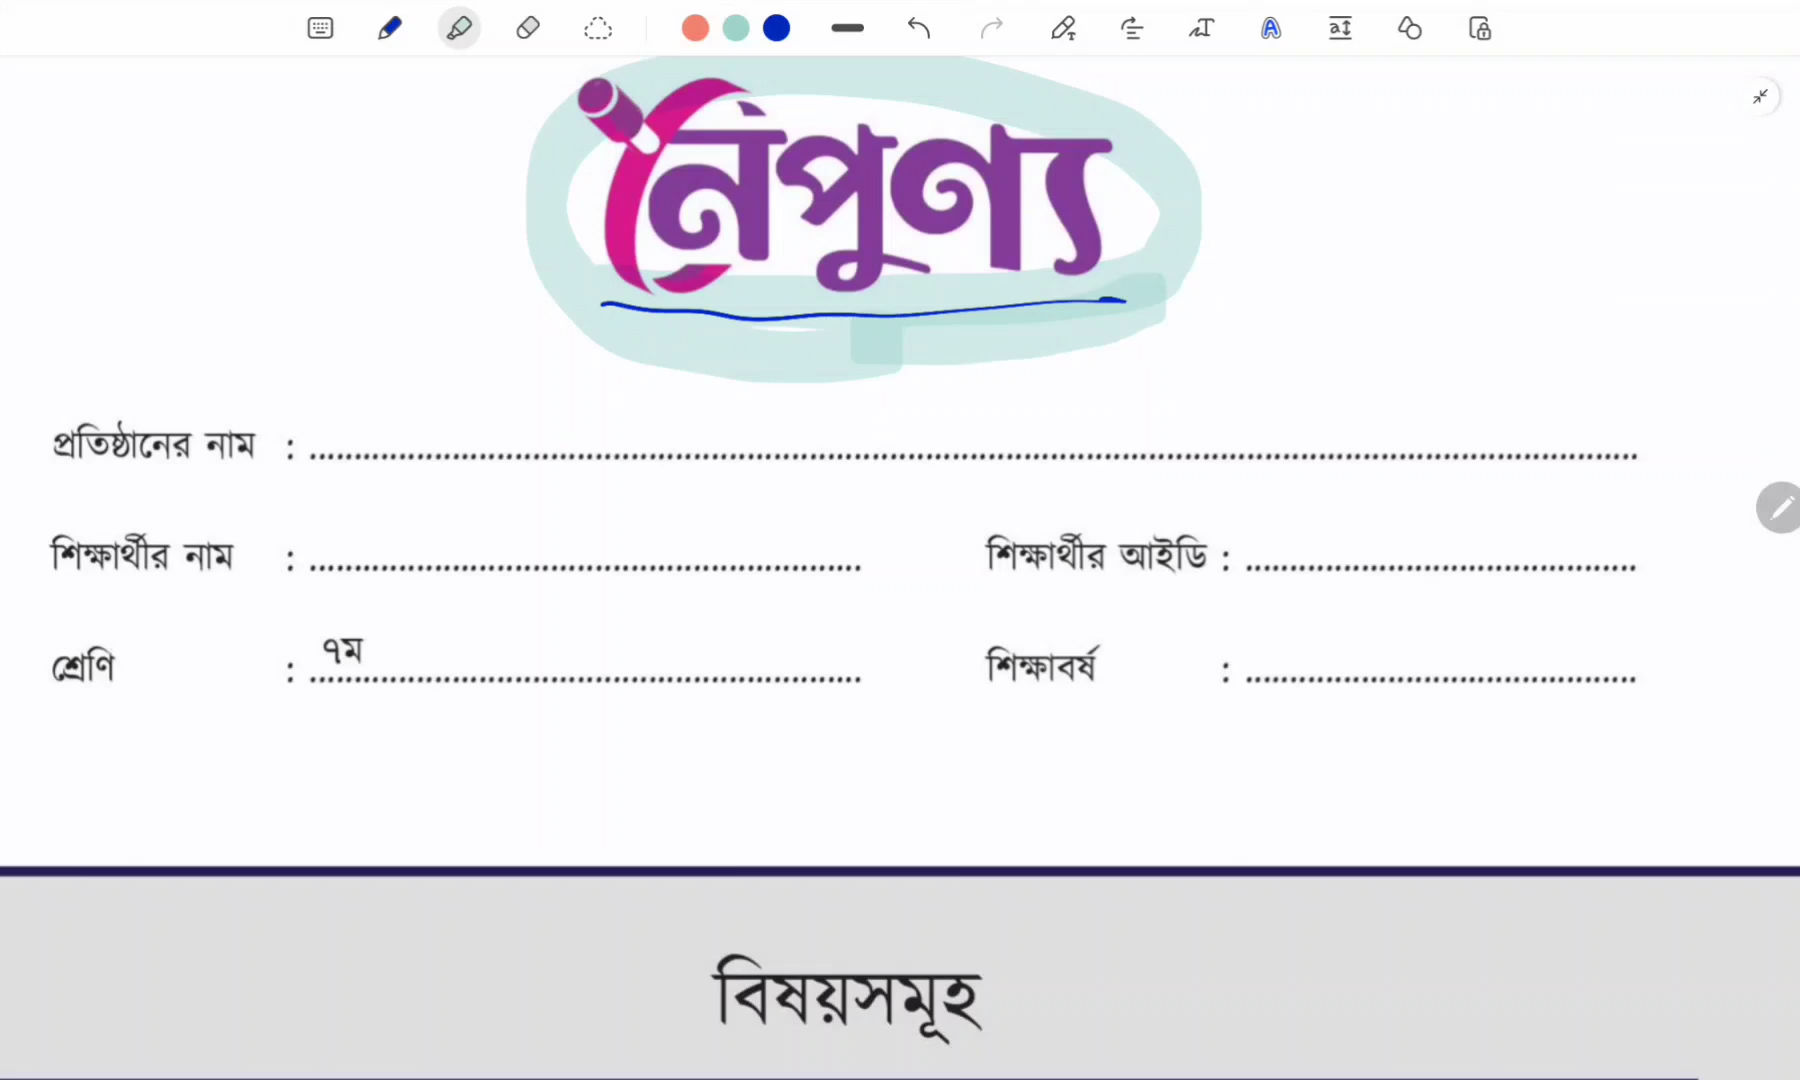 নৈপুণ্য
প্রতিষ্ঠানের নাম : ..........
শিক্ষার্থীর নাম : .......... শিক্ষার্থীর আইডি : ..........
শ্রেণি : ৭ম .......... শিক্ষাবর্ষ : ..........
বিষয়সমূহ